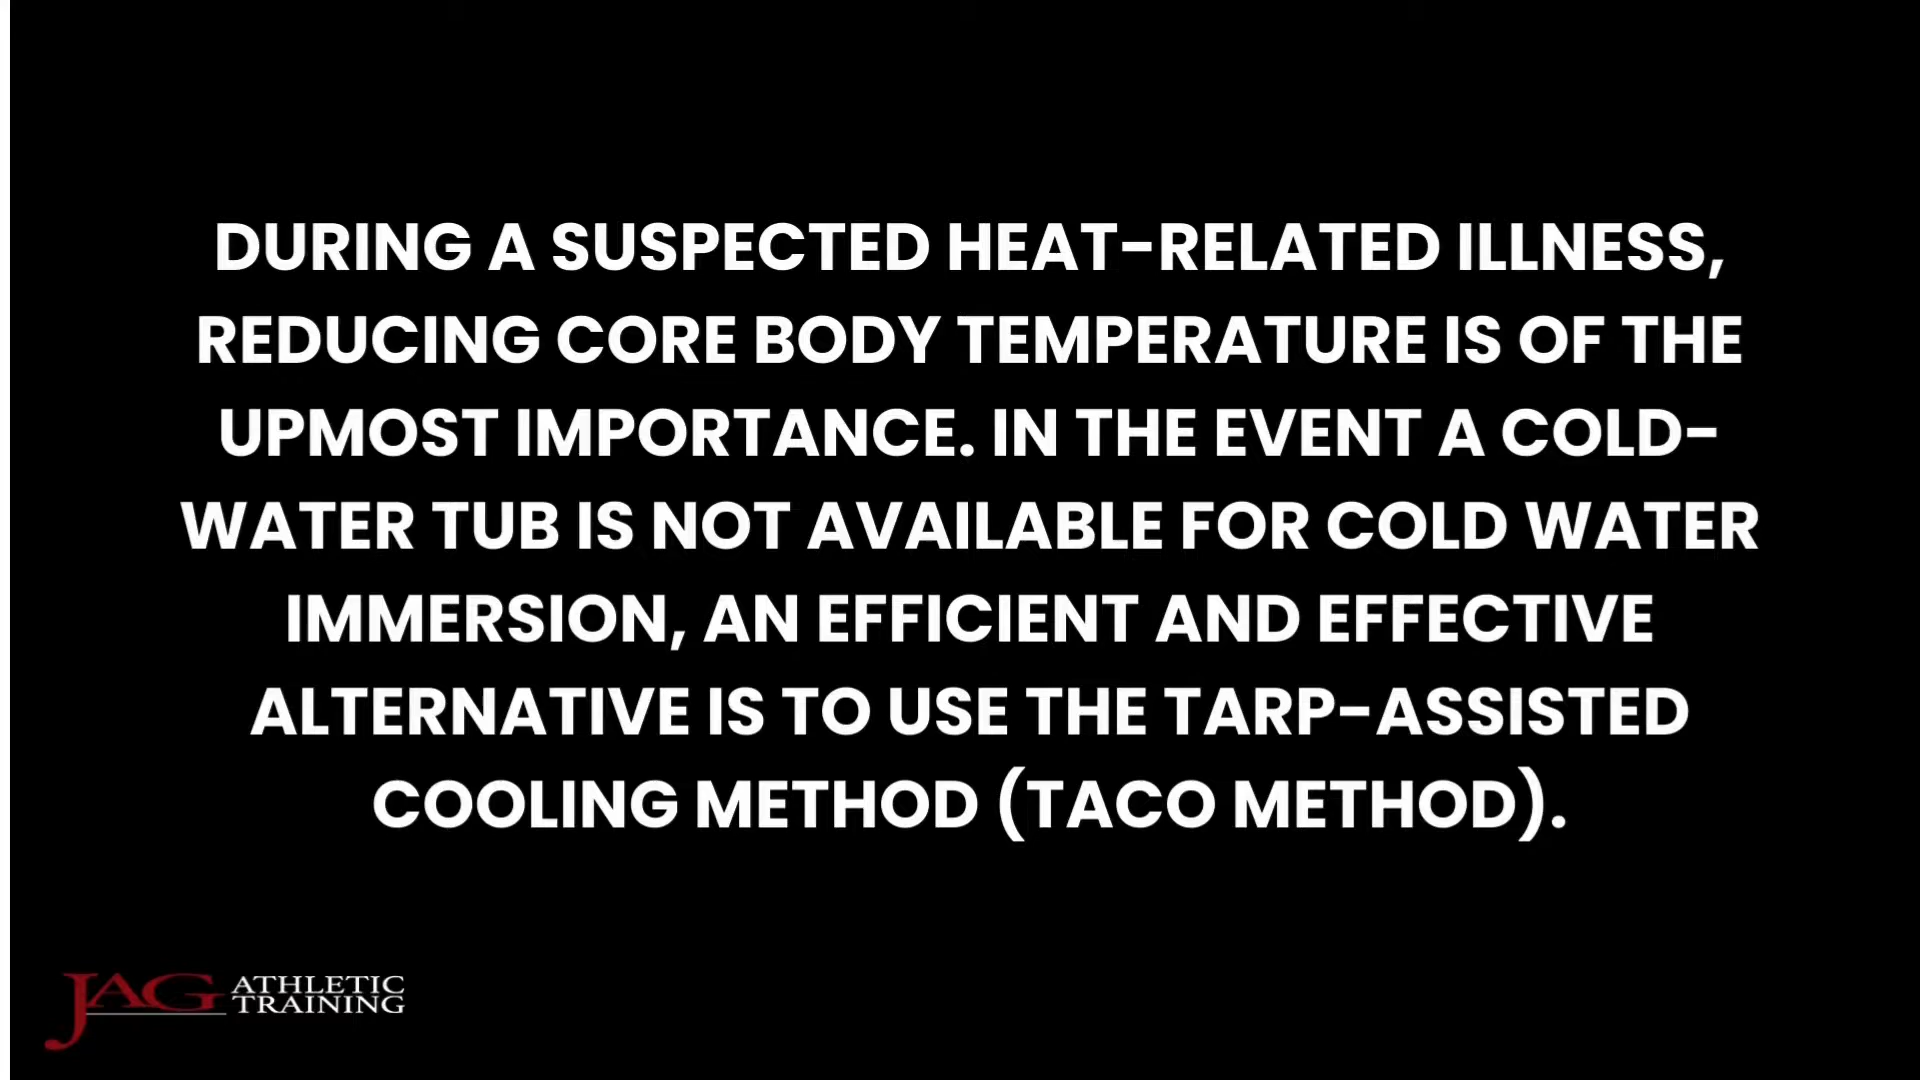 DURING A SUSPECTED HEAT-RELATED ILLNESS,
REDUCING CORE BODY TEMPERATURE IS OF THE
UPMOST IMPORTANCE. IN THE EVENT A COLD-
WATER TUB IS NOT AVAILABLE FOR COLD WATER
IMMERSION, AN EFFICIENT AND EFFECTIVE
ALTERNATIVE IS TO USE THE TARP-ASSISTED
COOLING METHOD (TACO METHOD).
JAG ATHLETIC
TRAINING